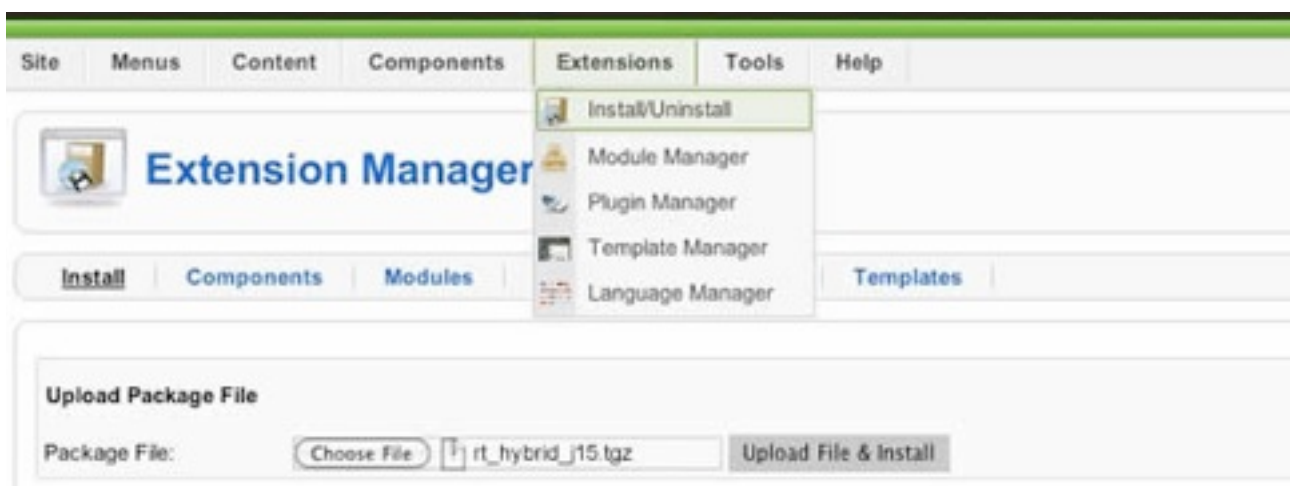 Site Menus Content Components Extensions Tools Help
Install/Uninstall
Extension Manager
Module Manager
Plugin Manager
Template Manager
Language Manager
Install Components Modules Templates
Upload Package File
Package File: Choose File rt_hybrid_j15.tgz Upload File & Install